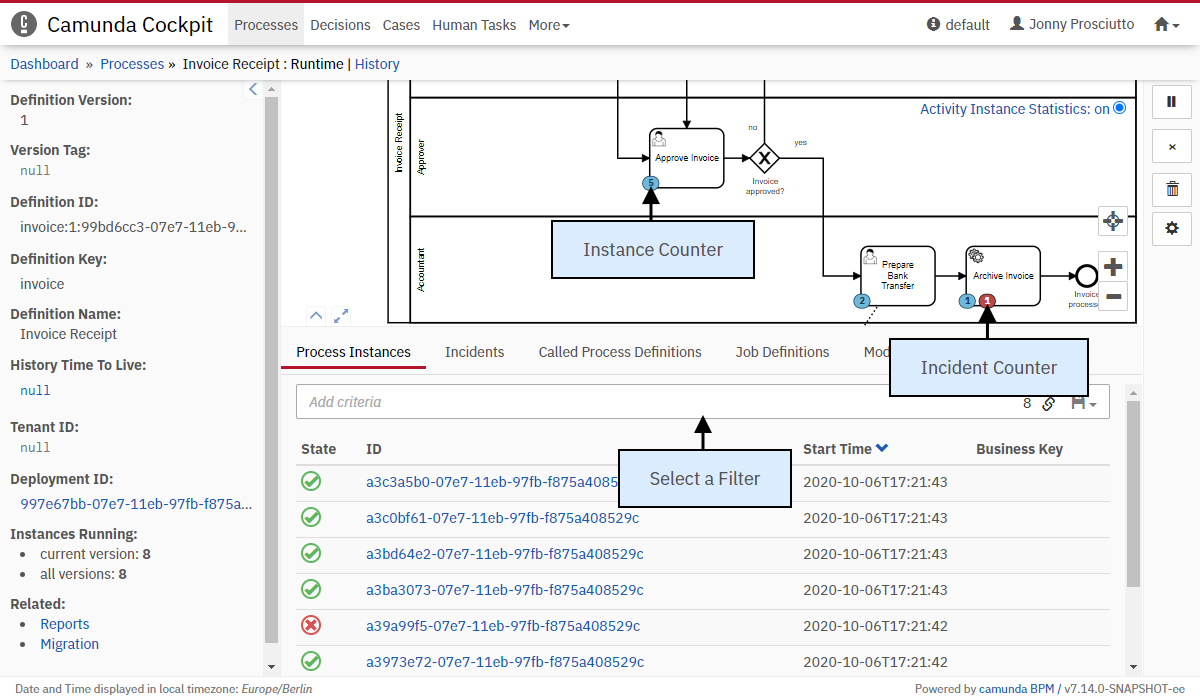 Camunda Cockpit
Processes
Decisions
Cases
Human Tasks
More
default
Jonny Prosciutto
Dashboard » Processes » Invoice Receipt : Runtime | History
Definition Version:
1
Version Tag:
null
Definition ID:
invoice:1:99bd6cc3-07e7-11eb-9...
Definition Key:
invoice
Definition Name:
Invoice Receipt
History Time To Live:
null
Tenant ID:
null
Deployment ID:
997e67bb-07e7-11eb-97fb-f875a...
Instances Running:
current version: 8
all versions: 8
Related:
Reports
Migration
Activity Instance Statistics: on
Invoice Receipt
Approver
Approve Invoice
5
no
yes
Invoice
approved?
Instance Counter
Accountant
Prepare
Bank
Transfer
2
Archive Invoice
1
1
Invoice
process
Incident Counter
Process Instances
Incidents
Called Process Definitions
Job Definitions
Add criteria
8
Select a Filter
State
ID
Start Time
Business Key
a3c3a5b0-07e7-11eb-97fb-f875a4085
2020-10-06T17:21:43
a3c0bf61-07e7-11eb-97fb-f875a408529c
2020-10-06T17:21:43
a3bd64e2-07e7-11eb-97fb-f875a408529c
2020-10-06T17:21:43
a3ba3073-07e7-11eb-97fb-f875a408529c
2020-10-06T17:21:43
a39a99f5-07e7-11eb-97fb-f875a408529c
2020-10-06T17:21:42
a3973e72-07e7-11eb-97fb-f875a408529c
2020-10-06T17:21:42
Date and Time displayed in local timezone: Europe/Berlin
Powered by camunda BPM / v7.14.0-SNAPSHOT-ee